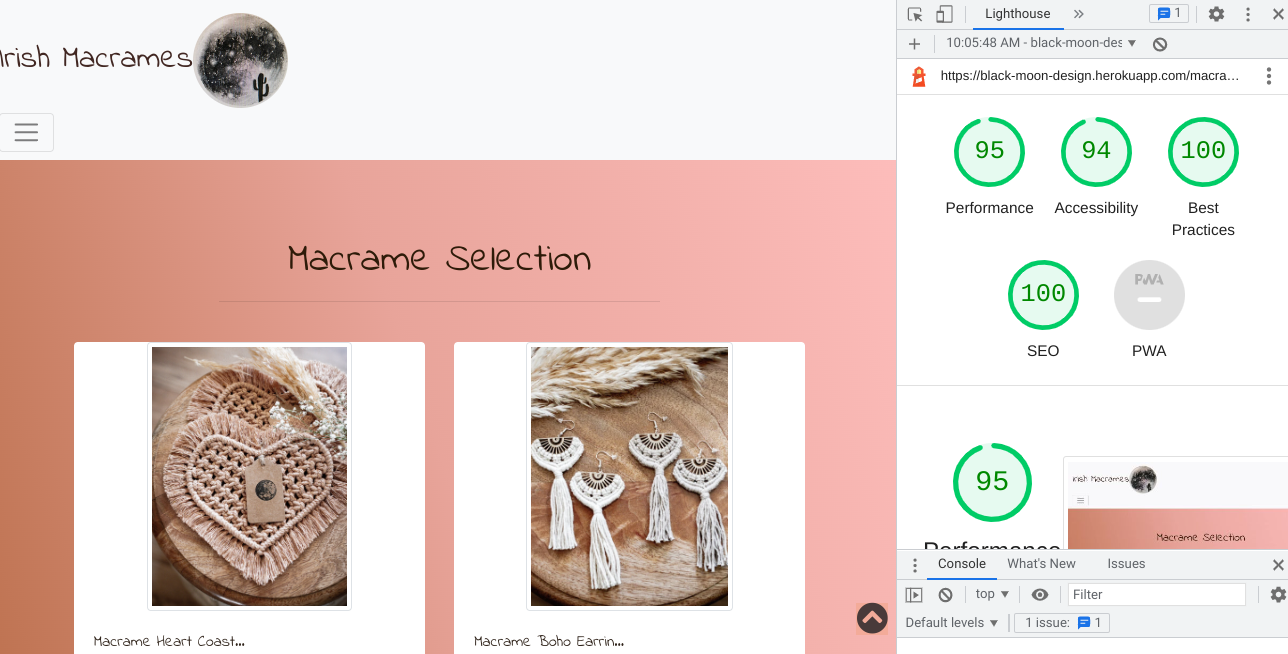 Irish Macrames
Macrame Selection
Macrame Heart Coast...
Macrame Boho Earrin...
Lighthouse
1
10:05:48 AM - black-moon-des
https://black-moon-design.herokuapp.com/macra...
95
94
100
Performance
Accessibility
Best
Practices
100
PWA
SEO
PWA
95
Irish Macrames
Macrame Selection
Performance
Console
What's New
Issues
top
Filter
Default levels
1 issue:
1